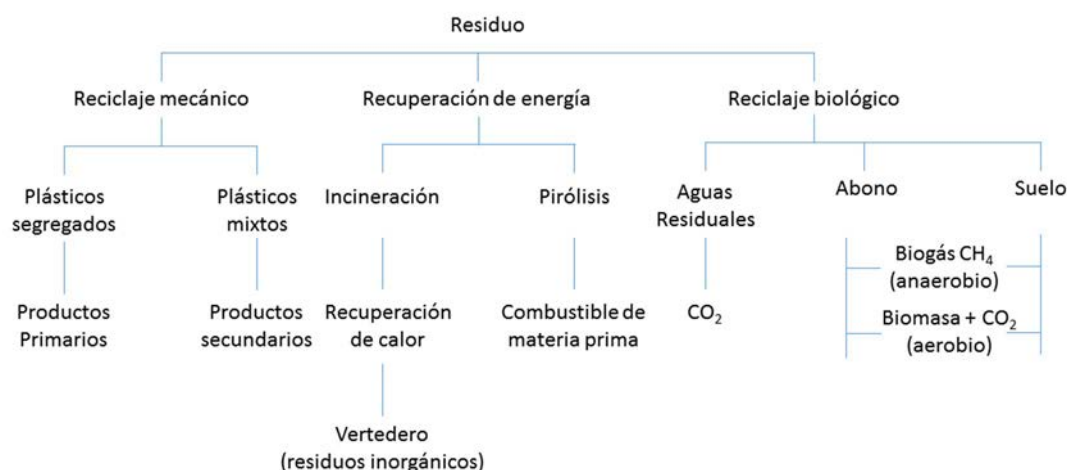 Residuo
Reciclaje mecánico
Recuperación de energía
Reciclaje biológico
Plásticos
segregados
Plásticos
mixtos
Incineración
Pirólisis
Aguas
Residuales
Abono
Suelo
Biogás CH₄
(anaerobio)
Biomasa + CO₂
(aerobio)
Productos
Primarios
Productos
secundarios
Recuperación
de calor
Combustible de
materia prima
CO₂
Vertedero
(residuos inorgánicos)